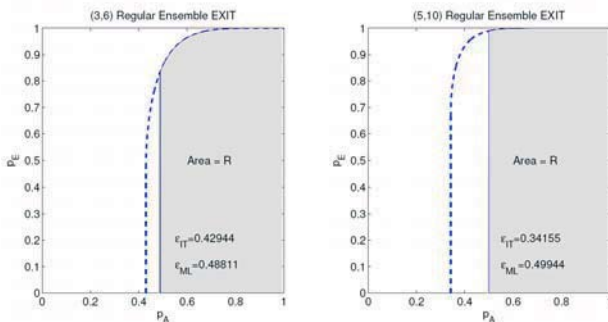 (3,6) Regular Ensemble EXIT
1
0.9
0.8
0.7
0.6
0.5
0.4
0.3
0.2
0.1
0
p_E
Area = R
ε_IT=0.42944
ε_ML=0.48811
0 0.2 0.4 0.6 0.8 1
p_A
(5,10) Regular Ensemble EXIT
1
0.9
0.8
0.7
0.6
0.5
0.4
0.3
0.2
0.1
0
p_E
Area = R
ε_IT=0.34155
ε_ML=0.49944
0 0.2 0.4 0.6 0.8 1
p_A